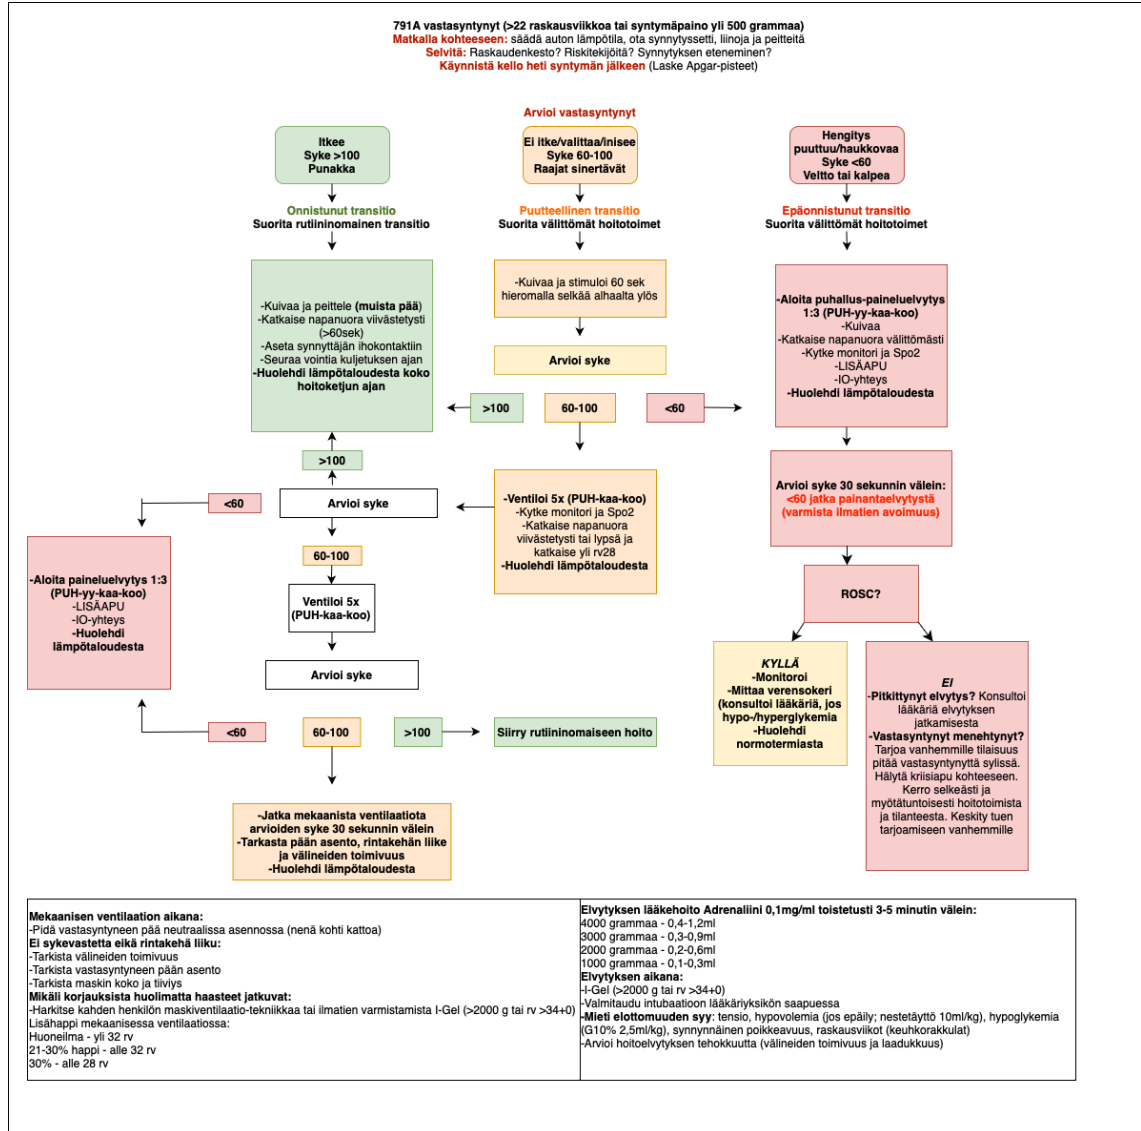 791A vastasyntynyt (>22 raskausviikkoa tai syntymäpaino yli 500 grammaa)
Matkalla kohteeseen: säädä auton lämpötila, ota synnytyssetti, liinoja ja peitteitä
Selvitä: Raskaudenkesto? Riskitekijöitä? Synnytyksen eteneminen?
Käynnistä kello heti syntymän jälkeen (Laske Apgar-pisteet)
Arvioi vastasyntynyt
Itkee
Syke >100
Punakka
Ei itke/valittaa/inisee
Syke 60-100
Raajat sinertävät
Hengitys
puuttuu/haukkovaa
Syke <60
Veltto tai kalpea
Onnistunut transitio
Suorita rutiininomainen transitio
Puutteellinen transitio
Suorita välittömät hoitotoimet
Epäonnistunut transitio
Suorita välittömät hoitotoimet
-Kuivaa ja peittele (muista pää)
-Katkaise napanuora viivästetysti
(>60sek)
-Aseta synnyttäjän ihokontaktiin
-Seuraa vointia kuljetuksen ajan
-Huolehdi lämpötaloudesta koko
hoitoketjun ajan
-Kuivaa ja stimuloi 60 sek
hieromalla selkää alhaalta ylös
Arvioi syke
-Aloita puhallus-paineluelvytys
1:3 (PUH-yy-kaa-koo)
-Kuivaa
-Katkaise napanuora välittömästi
-Kytke monitori ja Spo2
-LISÄAPU
-IO-yhteys
-Huolehdi lämpötaloudesta
>100
60-100
<60
>100
<60
Arvioi syke
-Ventiloi 5x (PUH-kaa-koo)
-Kytke monitori ja Spo2
-Katkaise napanuora
viivästetysti tai lypsä ja
katkaise yli rv28
-Huolehdi lämpötaloudesta
Arvioi syke 30 sekunnin välein:
<60 jatka painantaelvytystä
(varmista ilmatien avoimuus)
60-100
-Aloita paineluelvytys 1:3
(PUH-yy-kaa-koo)
-LISÄAPU
-IO-yhteys
-Huolehdi
lämpötaloudesta
Ventiloi 5x
(PUH-kaa-koo)
ROSC?
Arvioi syke
KYLLÄ
-Monitoroi
-Mittaa verensokeri
(konsultoi lääkäriä, jos
hypo-/hyperglykemia
-Huolehdi
normotermiasta
EI
-Pitkittynyt elvytys? Konsultoi
lääkäriä elvytyksen
jatkamisesta
-Vastasyntynyt menehtynyt?
Tarjoa vanhemmille tilaisuus
pitää vastasyntynyttä sylissä.
Hälytä kriisiapu kohteeseen.
Kerro selkeästi ja
myötätuntoisesti hoitotoimista
ja tilanteesta. Keskity tuen
tarjoamiseen vanhemmille
<60
60-100
>100
Siirry rutiininomaiseen hoito
-Jatka mekaanista ventilaatiota
arvioiden syke 30 sekunnin välein
-Tarkasta pään asento, rintakehän liike
ja välineiden toimivuus
-Huolehdi lämpötaloudesta
Mekaanisen ventilaation aikana:
-Pidä vastasyntyneen pää neutraalissa asennossa (nenä kohti kattoa)
Ei sykevastetta eikä rintakehä liiku:
-Tarkista välineiden toimivuus
-Tarkista vastasyntyneen pään asento
-Tarkista maskin koko ja tiiviys
Mikäli korjauksista huolimatta haasteet jatkuvat:
-Harkitse kahden henkilön maskiventilaatio-tekniikkaa tai ilmatien varmistamista I-Gel (>2000 g tai rv >34+0)
Lisähappi mekaanisessa ventilaatiossa:
Huoneilma - yli 32 rv
21-30% happi - alle 32 rv
30% - alle 28 rv
Elvytyksen lääkehoito Adrenaliini 0,1mg/ml toistetusti 3-5 minutin välein:
4000 grammaa - 0,4-1,2ml
3000 grammaa - 0,3-0,9ml
2000 grammaa - 0,2-0,6ml
1000 grammaa - 0,1-0,3ml
Elvytyksen aikana:
-I-Gel (>2000 g tai rv >34+0)
-Valmitaudu intubaatioon lääkäriyksikön saapuessa
-Mieti elottomuuden syy: tensio, hypovolemia (jos epäily; nestetäyttö 10ml/kg), hypoglykemia
(G10% 2,5ml/kg), synnynnäinen poikkeavuus, raskausviikot (keuhkorakkulat)
-Arvioi hoitoelvytyksen tehokkuutta (välineiden toimivuus ja laadukkuus)